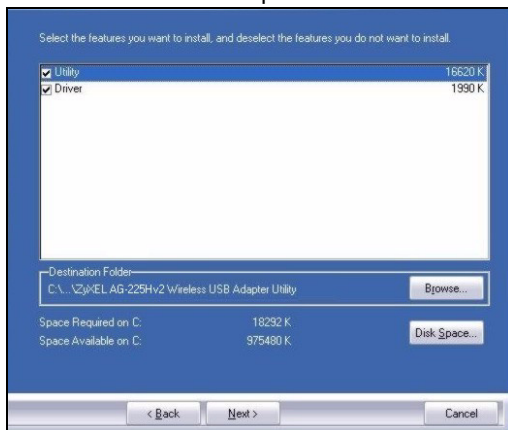 Select the features you want to install, and deselect the features you do not want to install.
Utility 16620 K
Driver 1990 K
Destination Folder
C:\...\ZyXEL AG-225Hv2 Wireless USB Adapter Utility Browse...
Space Required on C: 18292 K
Space Available on C: 975480 K
Disk Space...
< Back Next > Cancel